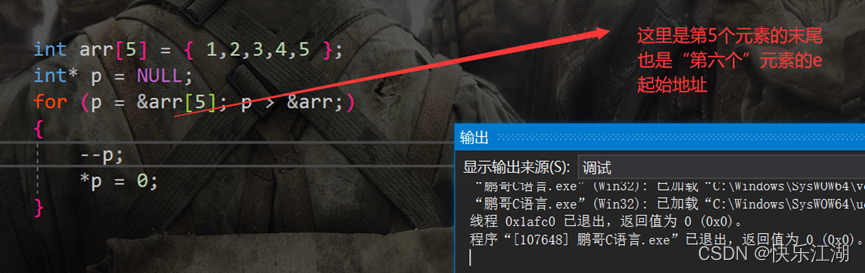 int arr[5] = { 1,2,3,4,5 };
int* p = NULL;
for (p = &arr[5]; p > &arr;)
{
--p;
*p = 0;
}
这里是第5个元素的末尾
也是“第六个”元素的e
起始地址
输出
显示输出来源(S): 调试
“鹏哥C语言.exe”(Win32): 已加载“C:\Windows\SysWOW64\
“鹏哥C语言.exe”(Win32): 已加载“C:\Windows\SysWOW64\
线程 0x1afc0 已退出，返回值为 0 (0x0)。
程序“[107648] 鹏哥C语言.exe”已退出，返回值为 0 (0x0)。
CSDN @快乐江湖